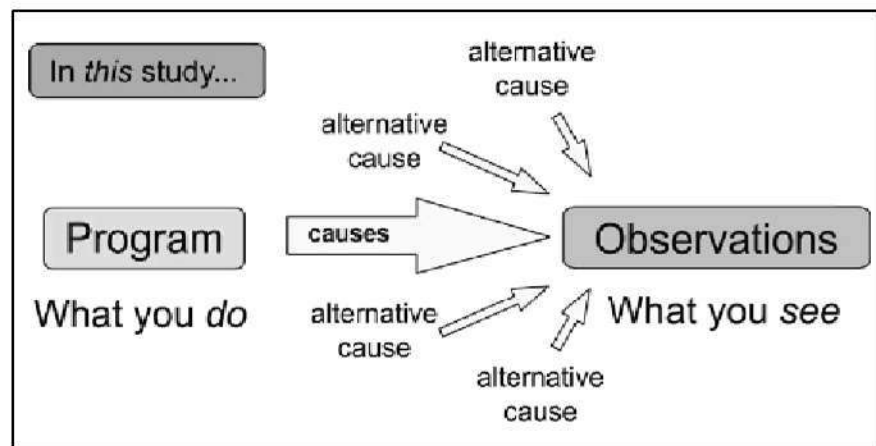 In this study...
alternative
cause
alternative
cause
Program
causes
Observations
What you do
What you see
alternative
cause
alternative
cause